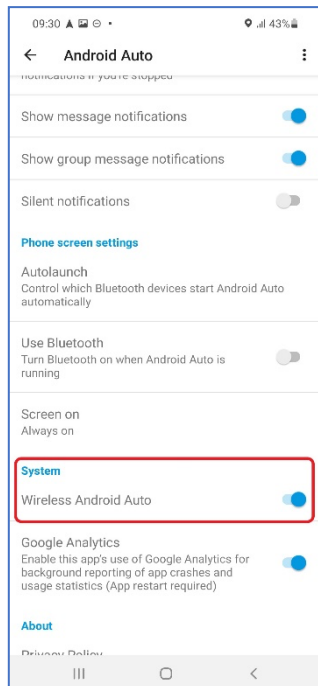 09:30
43%
Android Auto
notifications if you're stopped
Show message notifications
Show group message notifications
Silent notifications
Phone screen settings
Autolaunch
Control which Bluetooth devices start Android Auto
automatically
Use Bluetooth
Turn Bluetooth on when Android Auto is
running
Screen on
Always on
System
Wireless Android Auto
Google Analytics
Enable this app's use of Google Analytics for
background reporting of app crashes and
usage statistics (App restart required)
About
Privacy Policy